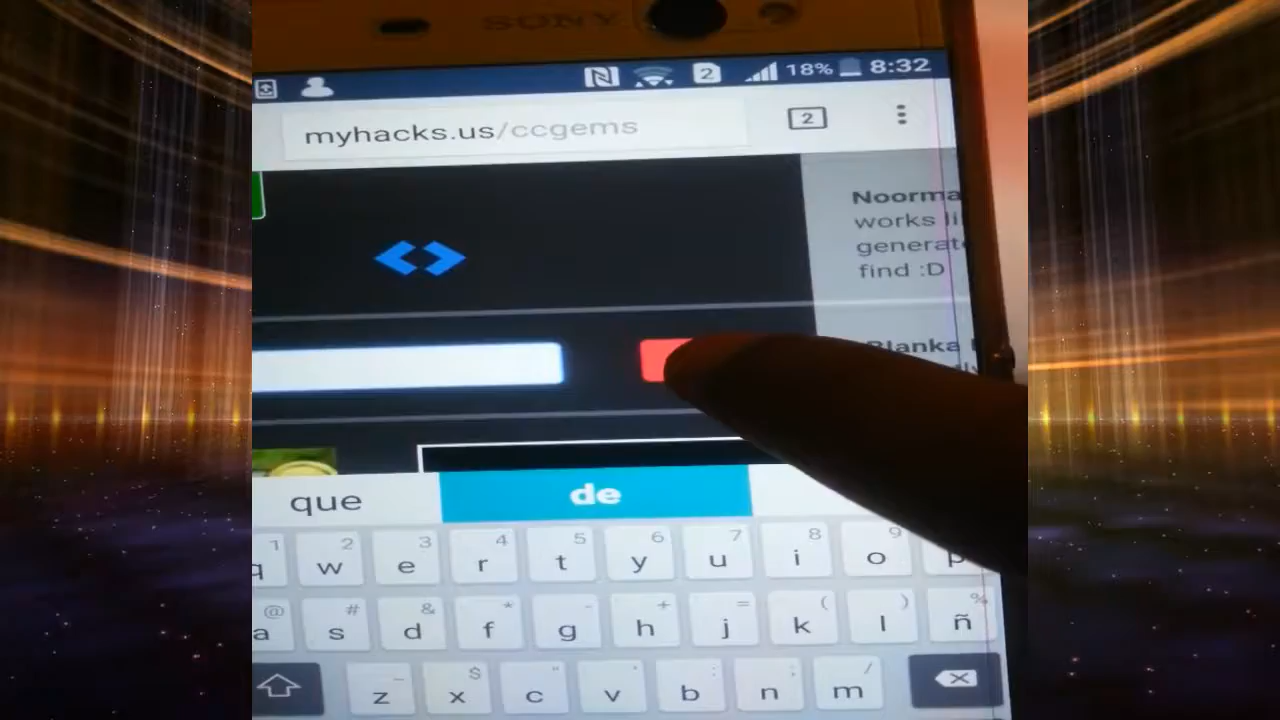 SONY
2 18% 8:32
myhacks.us/ccgems
2
Noorma
works li
generate
find :D
Blanka
que de
1 2 3 4 5 6 7 8 9
q w e r t y u i o p
@ # & * - + = ( ) %
a s d f g h j k l ñ
$ " ' : ; /
z x c v b n m